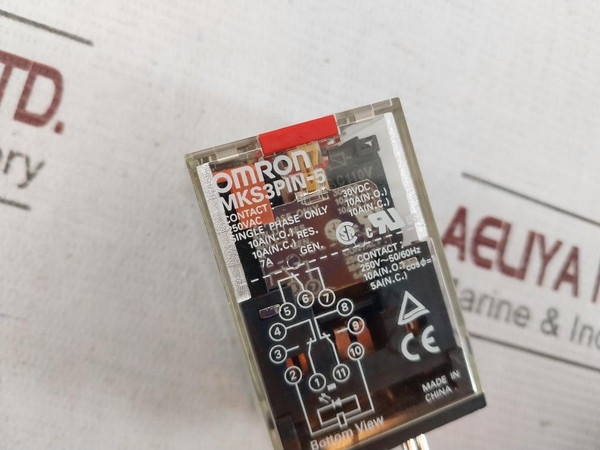 TD.
ery
OMRON
MKS3PIN-5
CONTACT
250VAC
SINGLE PHASE ONLY
10A(N.O.) RES.
10A(N.C.)
7A GEN.
30VDC
10A(N.O.)
10A(N.C.)
AC110V
CONTACT:
250V~50/60Hz
10A(N.O.) cosφ=
5A(N.C.)
5 6 7 8
4 9
3 10
2 1 11
CE
MADE IN
CHINA
Bottom View
AELIYA
arine & Ind